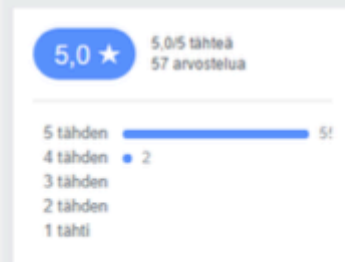 5,0 ★
5,0/5 tähteä
57 arvostelua
5 tähden
4 tähden 2
3 tähden
2 tähden
1 tähti